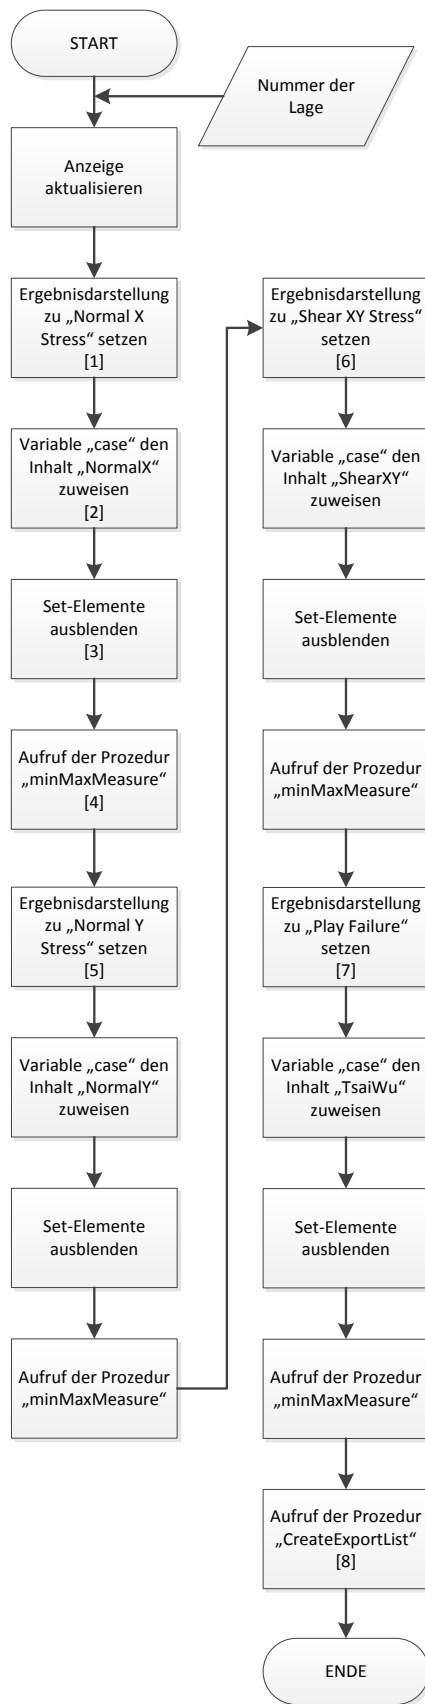 START
Nummer der
Lage
Anzeige
aktualisieren
Ergebnisdarstellung
zu „Normal X
Stress“ setzen
[1]
Variable „case“ den
Inhalt „NormalX“
zuweisen
[2]
Set-Elemente
ausblenden
[3]
Aufruf der Prozedur
„minMaxMeasure“
[4]
Ergebnisdarstellung
zu „Normal Y
Stress“ setzen
[5]
Variable „case“ den
Inhalt „NormalY“
zuweisen
Set-Elemente
ausblenden
Aufruf der Prozedur
„minMaxMeasure“
Ergebnisdarstellung
zu „Shear XY Stress“
setzen
[6]
Variable „case“ den
Inhalt „ShearXY“
zuweisen
Set-Elemente
ausblenden
Aufruf der Prozedur
„minMaxMeasure“
Ergebnisdarstellung
zu „Play Failure“
setzen
[7]
Variable „case“ den
Inhalt „TsaiWu“
zuweisen
Set-Elemente
ausblenden
Aufruf der Prozedur
„minMaxMeasure“
Aufruf der Prozedur
„CreateExportList“
[8]
ENDE